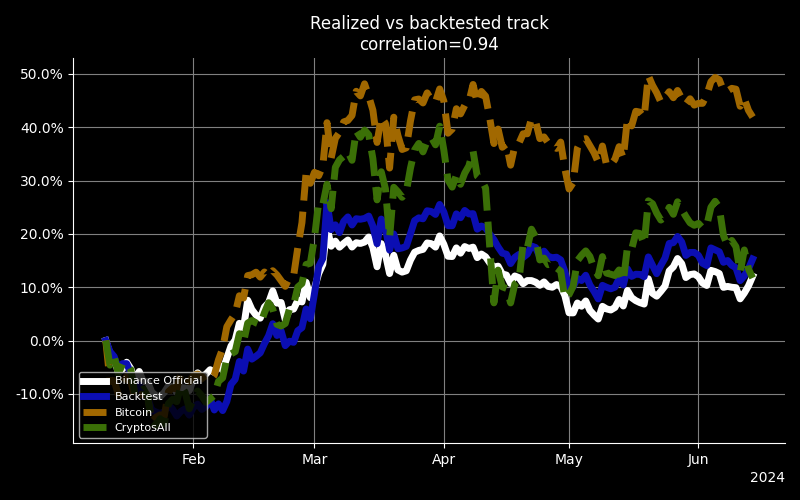 Realized vs backtested track
correlation=0.94
50.0%
40.0%
30.0%
20.0%
10.0%
0.0%
-10.0%
Binance Official
Backtest
Bitcoin
CryptosAll
Feb
Mar
Apr
May
Jun
2024